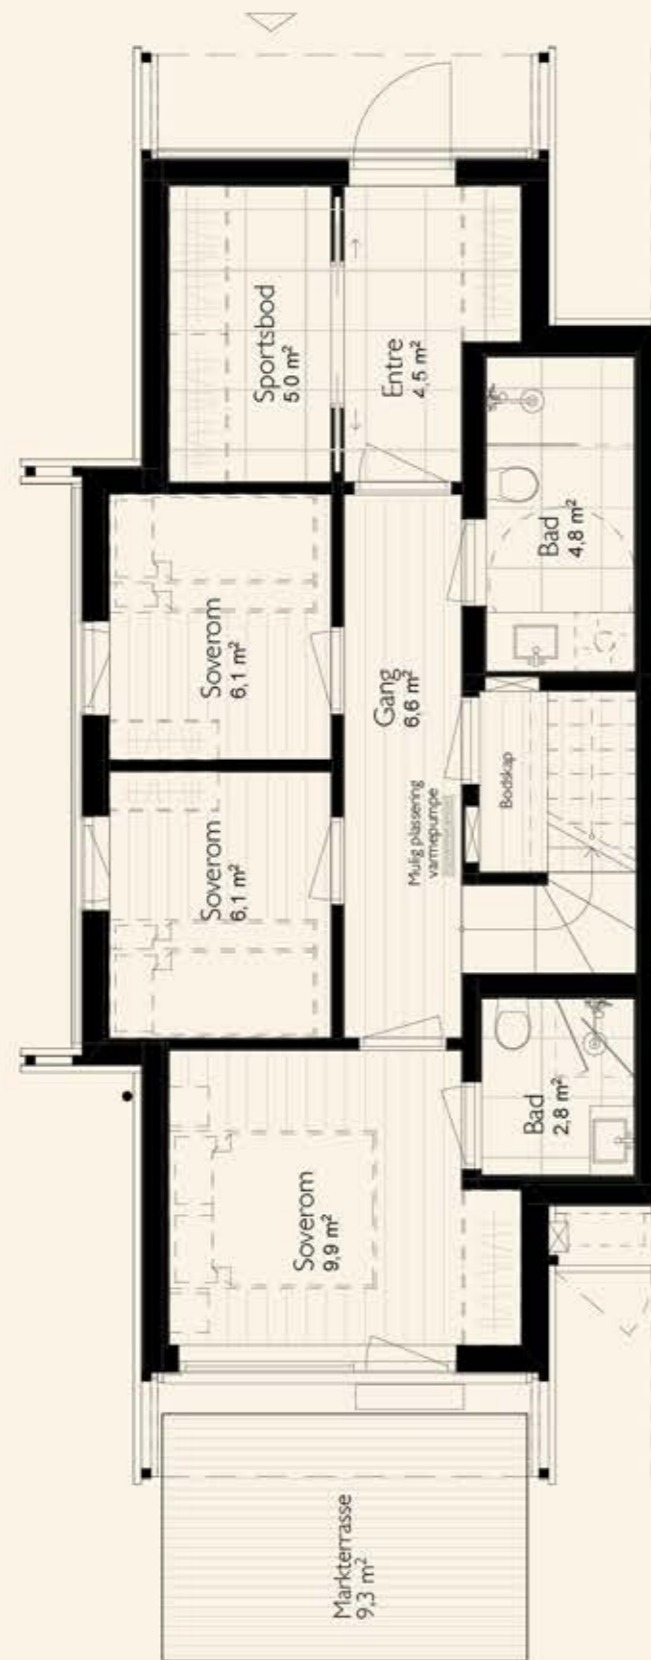 Sportsbod
5.0 m²
Entre
4,5 m²
Bad
4,8 m²
Soverom
6,1 m²
Gang
6,6 m²
Bodskap
Mulig plassering
varmepumpe
Soverom
6,1 m²
Bad
2,8 m²
Soverom
9,9 m²
Markterrasse
9,3 m²